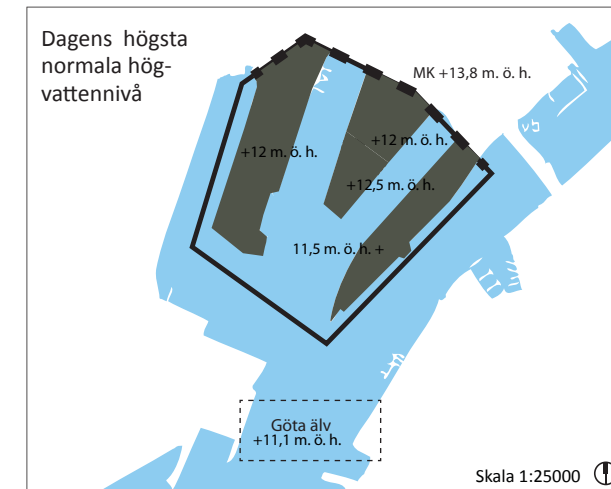 Dagens högsta
normala hög-
vattennivå
MK +13,8 m. ö. h.
+12 m. ö. h.
+12 m. ö. h.
+12,5 m. ö. h.
11,5 m. ö. h. +
Göta älv
+11,1 m. ö. h.
Skala 1:25000